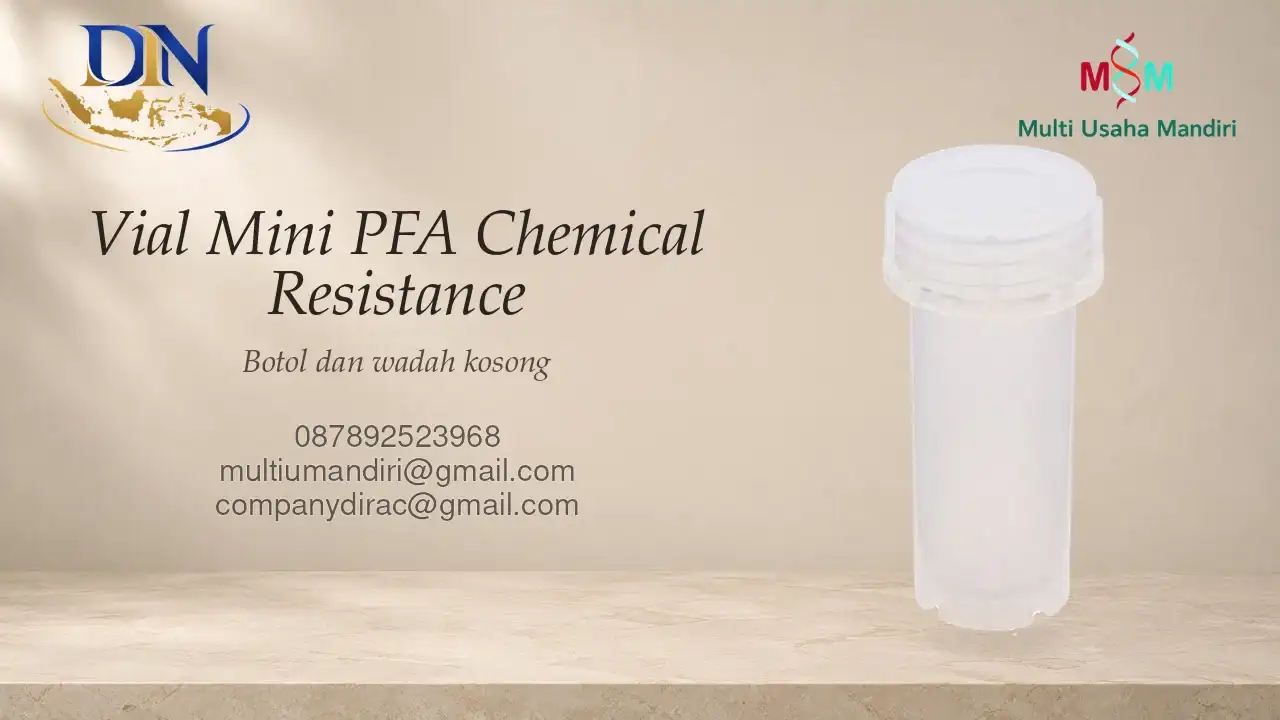 DIN
MSM
Multi Usaha Mandiri
Vial Mini PFA Chemical
Resistance
Botol dan wadah kosong
087892523968
multiumandiri@gmail.com
companydirac@gmail.com